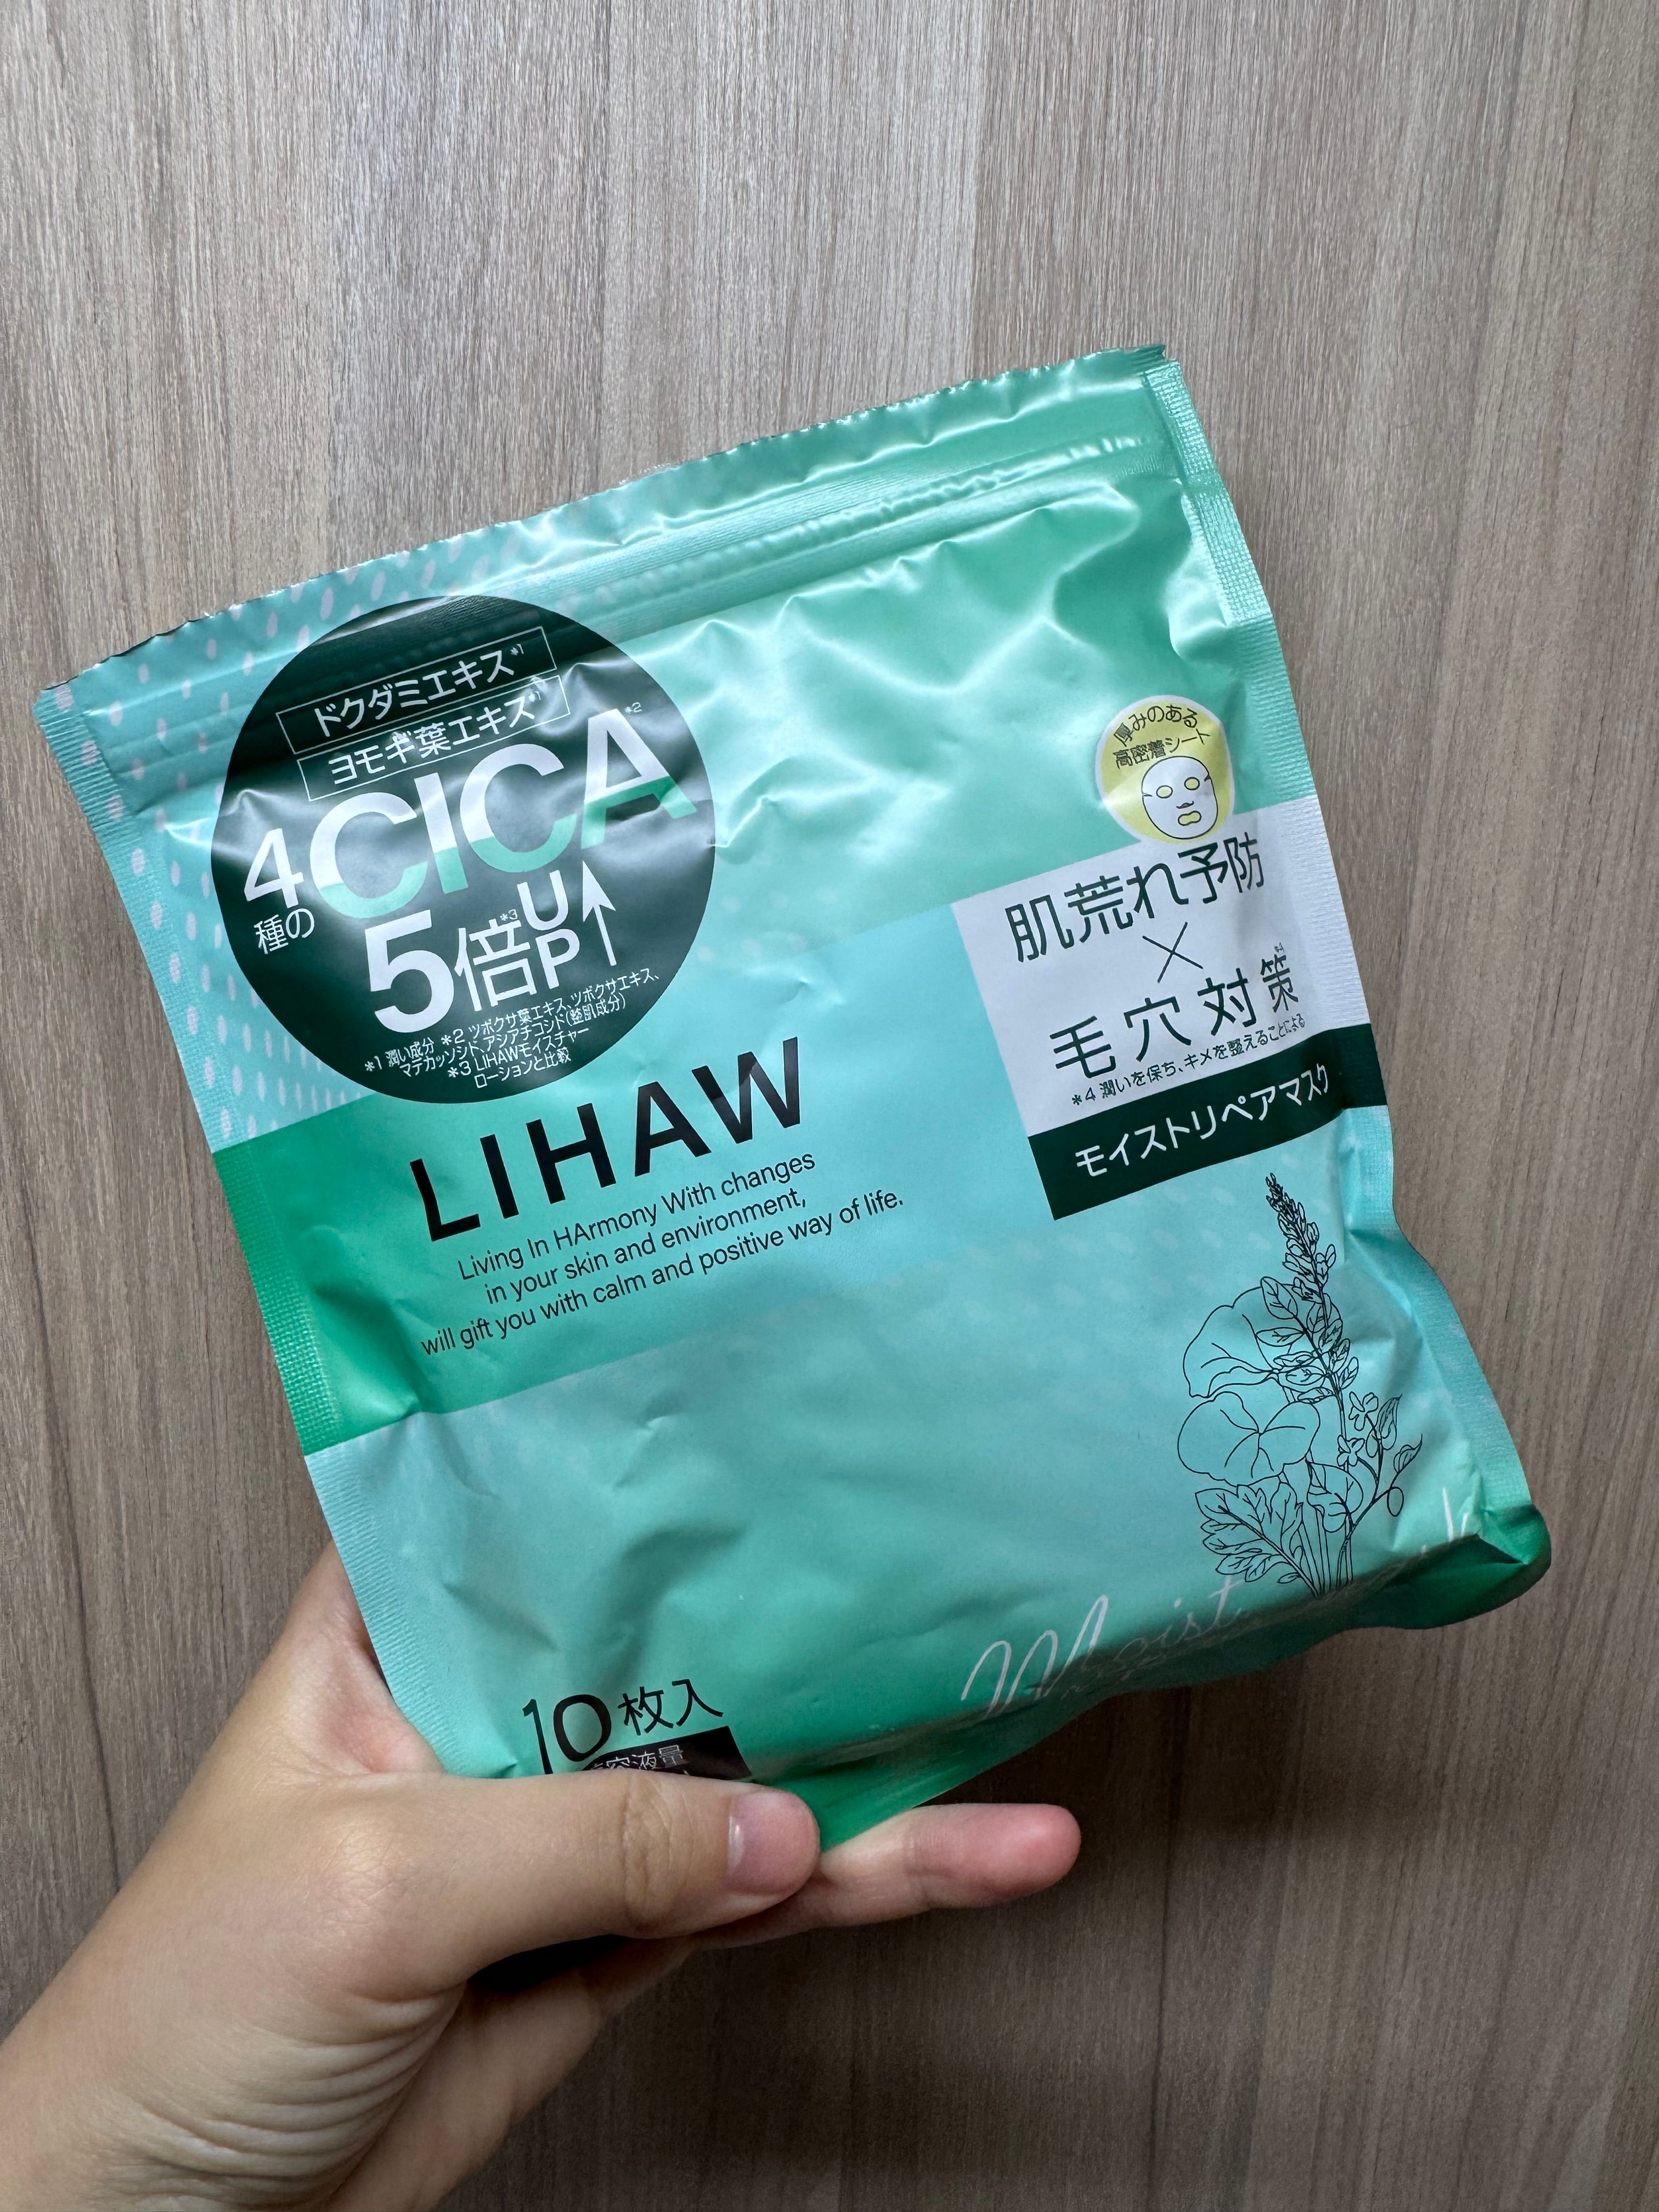 ドクダミエキス*1
ヨモギ葉エキス*1
4種のCICA*2
5倍*3UP
*1 潤い成分 *2 ツボクサ葉エキス、ツボクサエキス、
マデカッソシド、アシアチコシド(整肌成分)
*3 LIHAWモイスチャー
ローションと比較
厚みのある
高密着シート
肌荒れ予防
×
毛穴対策*4
*4 潤いを保ち、キメを整えることによる
モイストリペアマスク
LIHAW
Living In HArmony With changes
in your skin and environment,
will gift you with calm and positive way of life.
Moist
10枚入
容液量